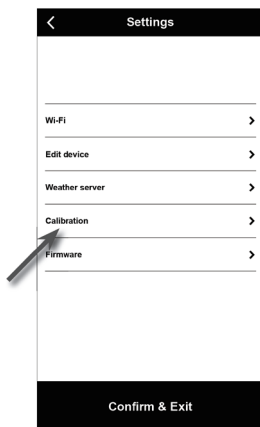 Settings
Wi-Fi
Edit device
Weather server
Calibration
Firmware
Confirm & Exit